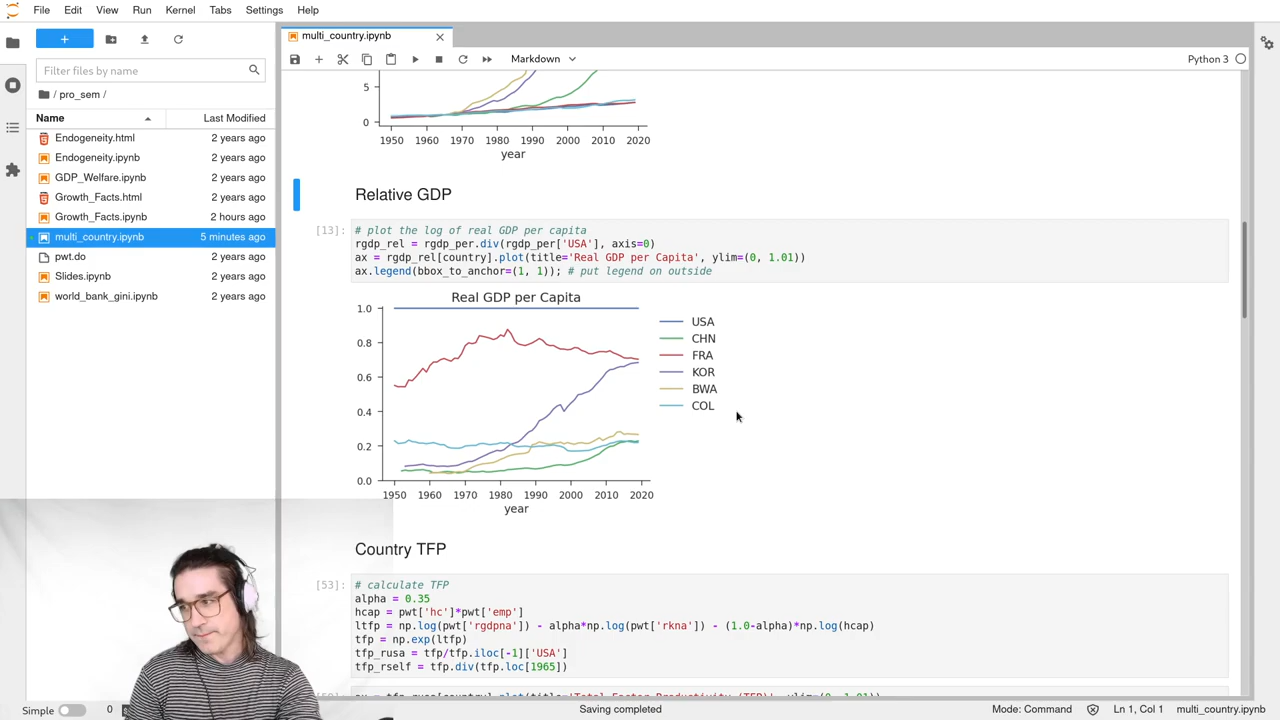 File Edit View Run Kernel Tabs Settings Help
multi_country.ipynb
Markdown
Python 3
Filter files by name
/ pro_sem /
Name Last Modified
Endogeneity.html 2 years ago
Endogeneity.ipynb 2 years ago
GDP_Welfare.ipynb 2 years ago
Growth_Facts.html 2 years ago
Growth_Facts.ipynb 2 hours ago
multi_country.ipynb 5 minutes ago
pwt.do 2 years ago
Slides.ipynb 2 years ago
world_bank_gini.ipynb 2 years ago
5
0
1950 1960 1970 1980 1990 2000 2010 2020
year
Relative GDP
[13]: # plot the log of real GDP per capita
rgdp_rel = rgdp_per.div(rgdp_per['USA'], axis=0)
ax = rgdp_rel[country].plot(title='Real GDP per Capita', ylim=(0, 1.01))
ax.legend(bbox_to_anchor=(1, 1)); # put legend on outside
Real GDP per Capita
1.0
0.8
0.6
0.4
0.2
0.0
1950 1960 1970 1980 1990 2000 2010 2020
year
USA
CHN
FRA
KOR
BWA
COL
Country TFP
[53]: # calculate TFP
alpha = 0.35
hcap = pwt['hc']*pwt['emp']
ltfp = np.log(pwt['rgdpna']) - alpha*np.log(pwt['rkna']) - (1.0-alpha)*np.log(hcap)
tfp = np.exp(ltfp)
tfp_rusa = tfp/tfp.iloc[-1]['USA']
tfp_rself = tfp.div(tfp.loc[1965])
Simple 0
Saving completed
Mode: Command Ln 1, Col 1 multi_country.ipynb